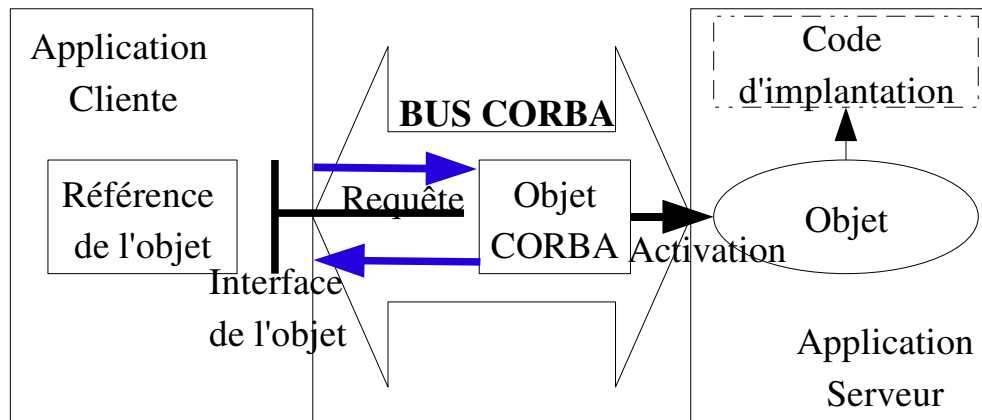 Application
Cliente
Référence
de l'objet
Interface
de l'objet
BUS CORBA
Requête
Objet
CORBA
Activation
Code
d'implantation
Objet
Application
Serveur